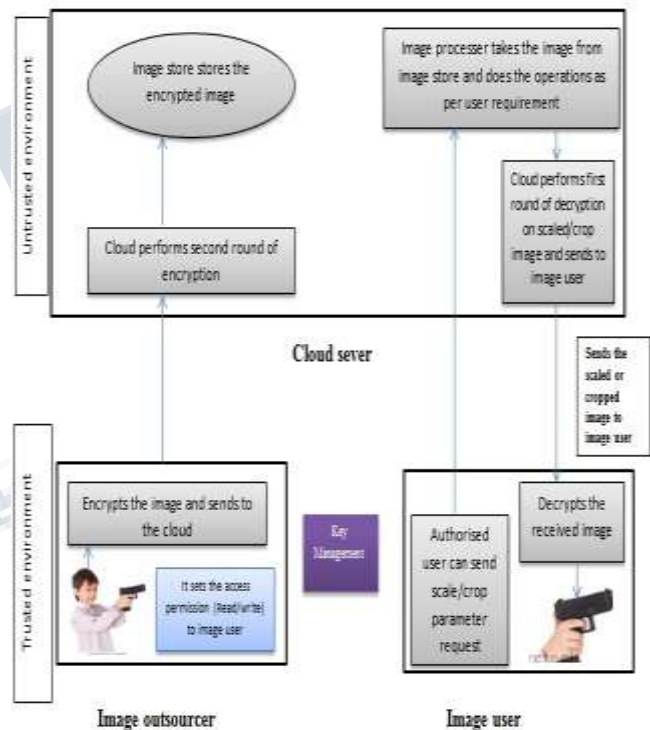 Untrusted environment
Image store stores the
encrypted image
Image processer takes the image from
image store and does the operations as
per user requirement
Cloud performs second round of
encryption
Cloud performs first
round of decryption
on scaled/crop
image and sends to
image user
Cloud sever
Sends the
scaled or
cropped
image to
image user
Trusted environment
Encrypts the image and sends to
the cloud
It sets the access
permission (Read/write)
to image user
Key
Management
Authorised
user can send
scale/crop
parameter
request
Decrypts the
received image
Image outsourcer
Image user